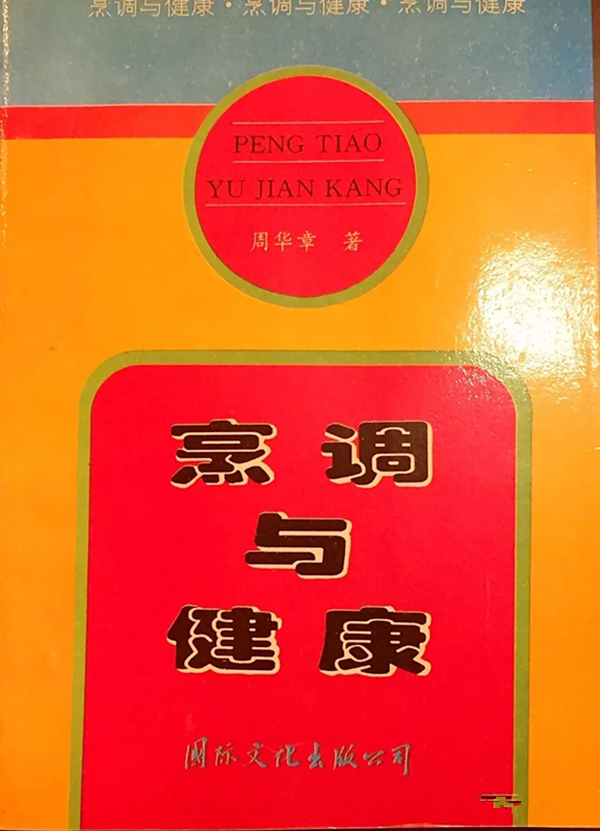 烹调与健康·烹调与健康·烹调与健康
PENG TIAO
YU JIAN KANG
周华章 著
烹调
与
健康
国际文化出版公司